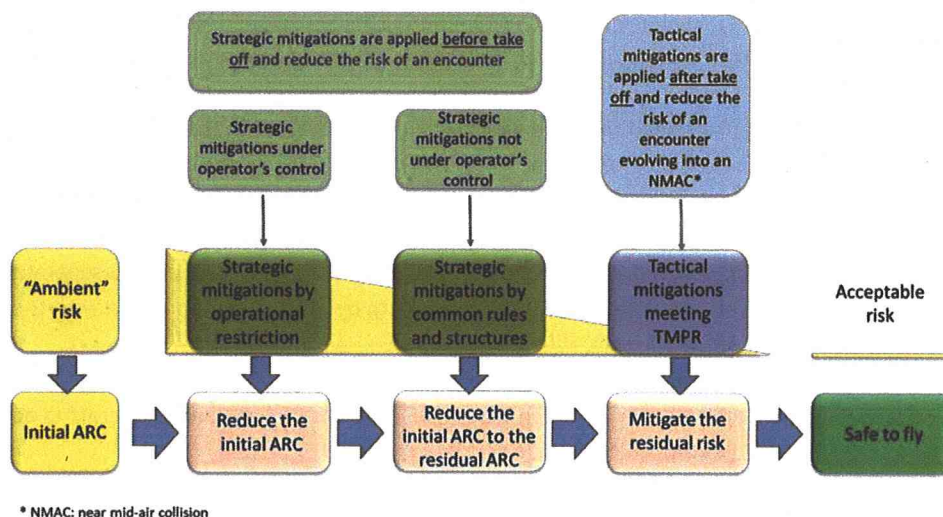 Strategic mitigations are applied before take
off and reduce the risk of an encounter
Tactical
mitigations are
applied after take
off and reduce the
risk of an
encounter
evolving into an
NMAC*
Strategic
mitigations under
operator's control
Strategic
mitigations not
under operator's
control
"Ambient"
risk
Strategic
mitigations by
operational
restriction
Strategic
mitigations by
common rules
and structures
Tactical
mitigations
meeting
TMPR
Acceptable
risk
Initial ARC
Reduce the
initial ARC
Reduce the
initial ARC to the
residual ARC
Mitigate the
residual risk
Safe to fly
* NMAC: near mid-air collision